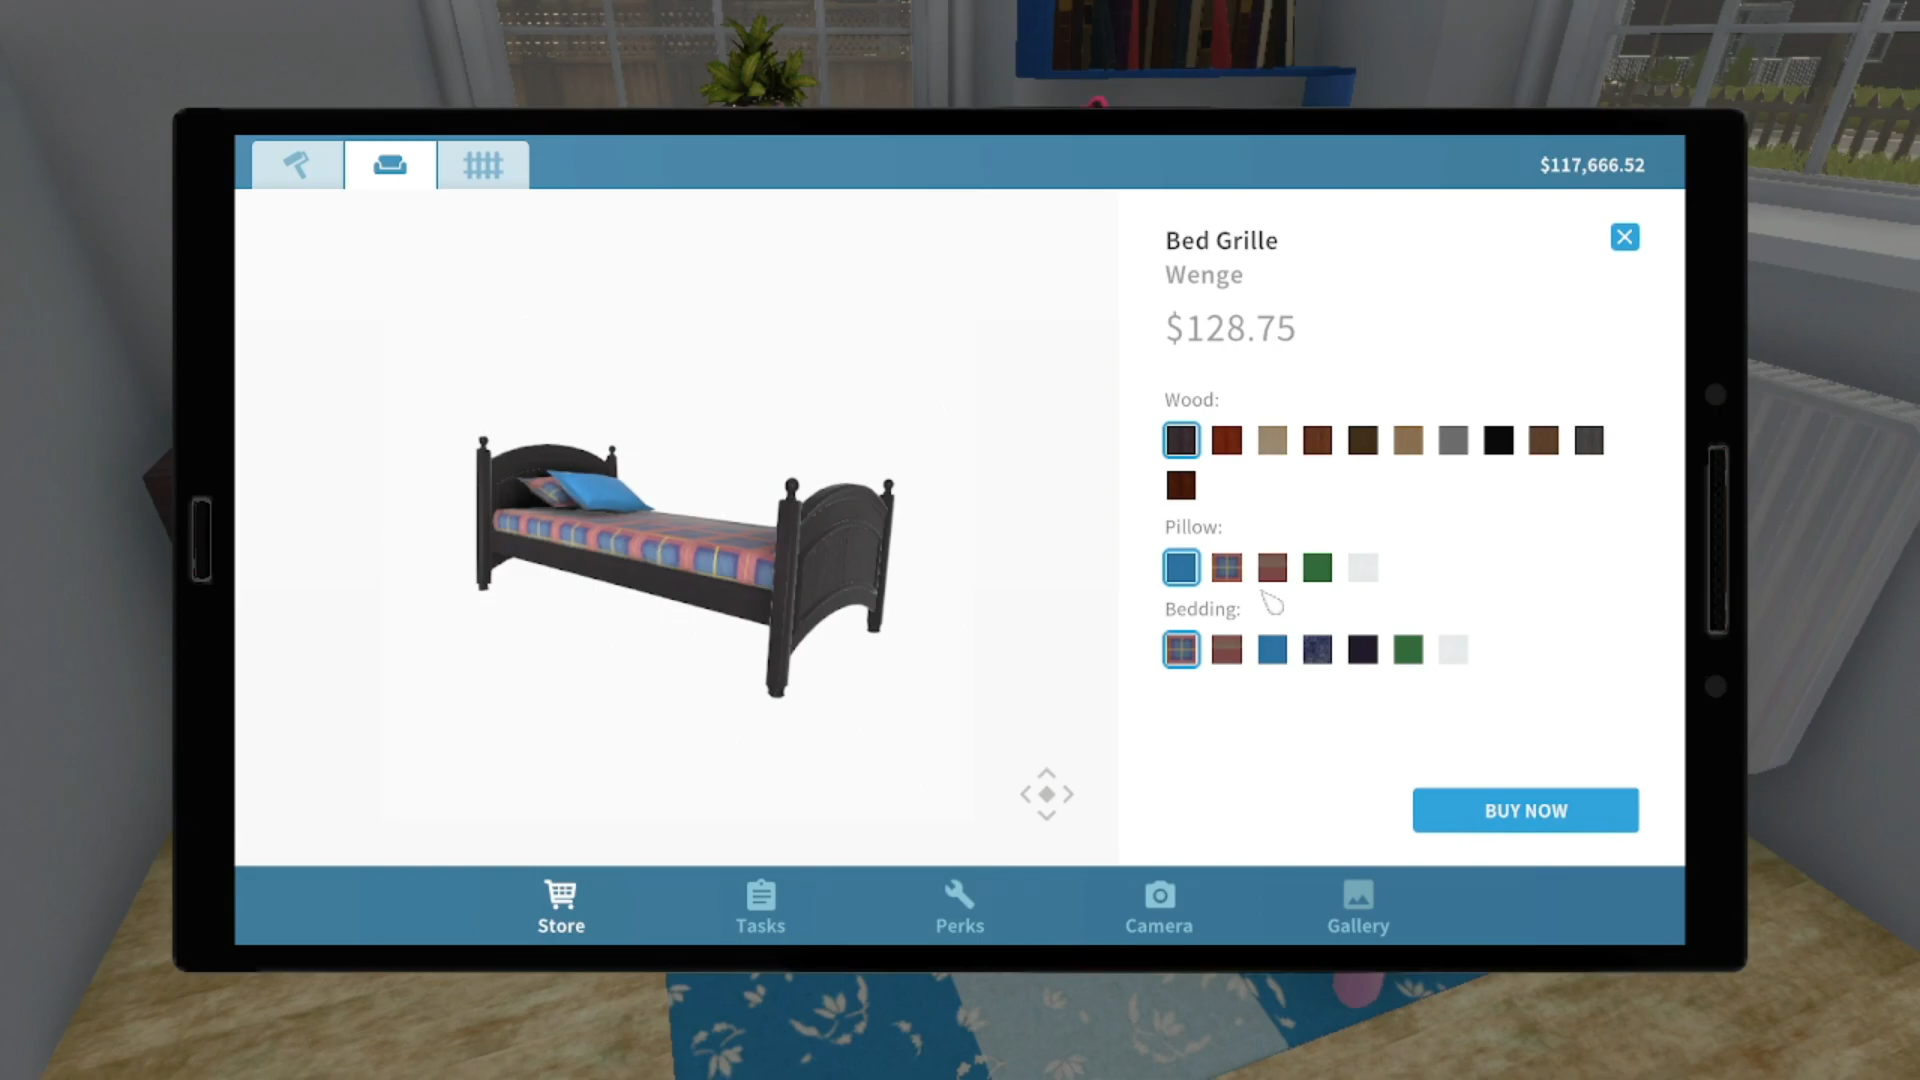 $117,666.52
Bed Grille
Wenge
$128.75
Wood:
Pillow:
Bedding:
BUY NOW
Store
Tasks
Perks
Camera
Gallery